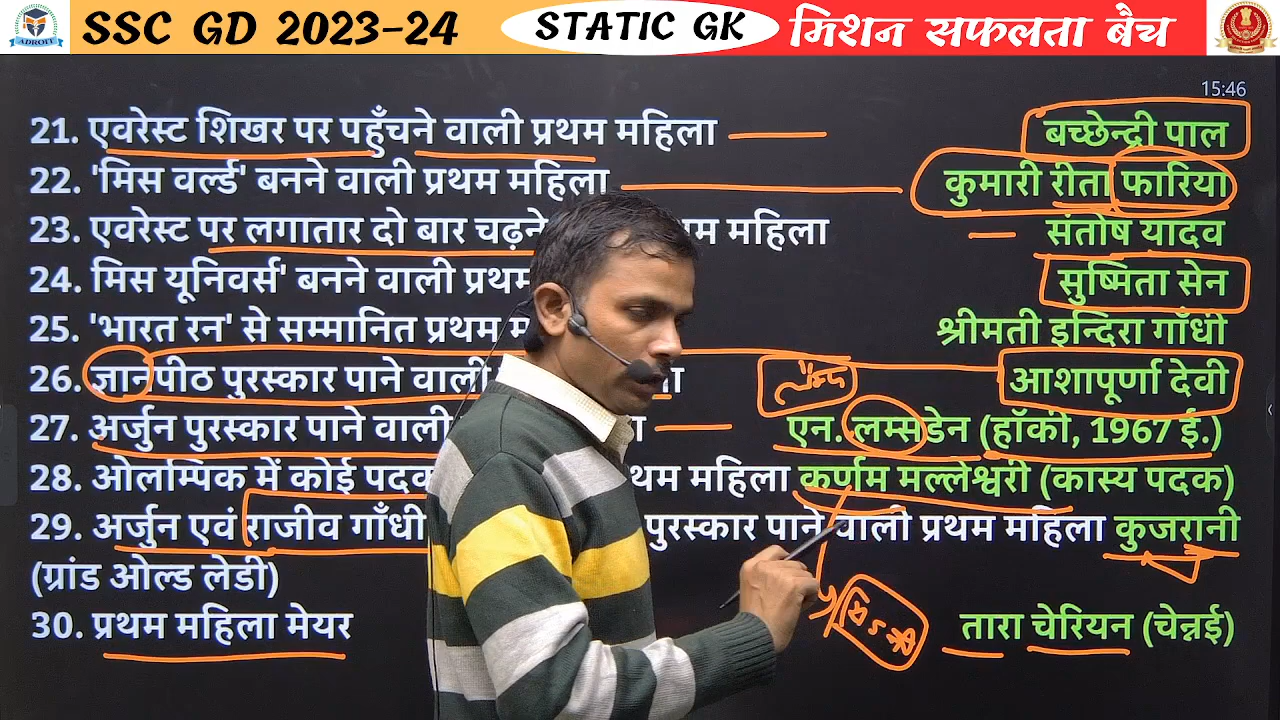 ADROIT
SSC GD 2023-24
STATIC GK
मिशन सफलता बैच
15:46
21. एवरेस्ट शिखर पर पहुँचने वाली प्रथम महिला बच्छेन्द्री पाल
22. 'मिस वर्ल्ड' बनने वाली प्रथम महिला कुमारी रीता फारिया
23. एवरेस्ट पर लगातार दो बार चढ़ने म महिला संतोष यादव
24. मिस यूनिवर्स' बनने वाली प्रथम सुष्मिता सेन
25. 'भारत रन' से सम्मानित प्रथम म श्रीमती इन्दिरा गाँधी
26. ज्ञानपीठ पुरस्कार पाने वाली ा आशापूर्णा देवी
27. अर्जुन पुरस्कार पाने वाली ा एन. लम्सडेन (हॉकी, 1967 ई.)
28. ओलम्पिक में कोई पदक थम महिला कर्णम मल्लेश्वरी (कास्य पदक)
29. अर्जुन एवं राजीव गाँधी पुरस्कार पाने वाली प्रथम महिला कुजरानी
(ग्रांड ओल्ड लेडी)
30. प्रथम महिला मेयर तारा चेरियन (चेन्नई)